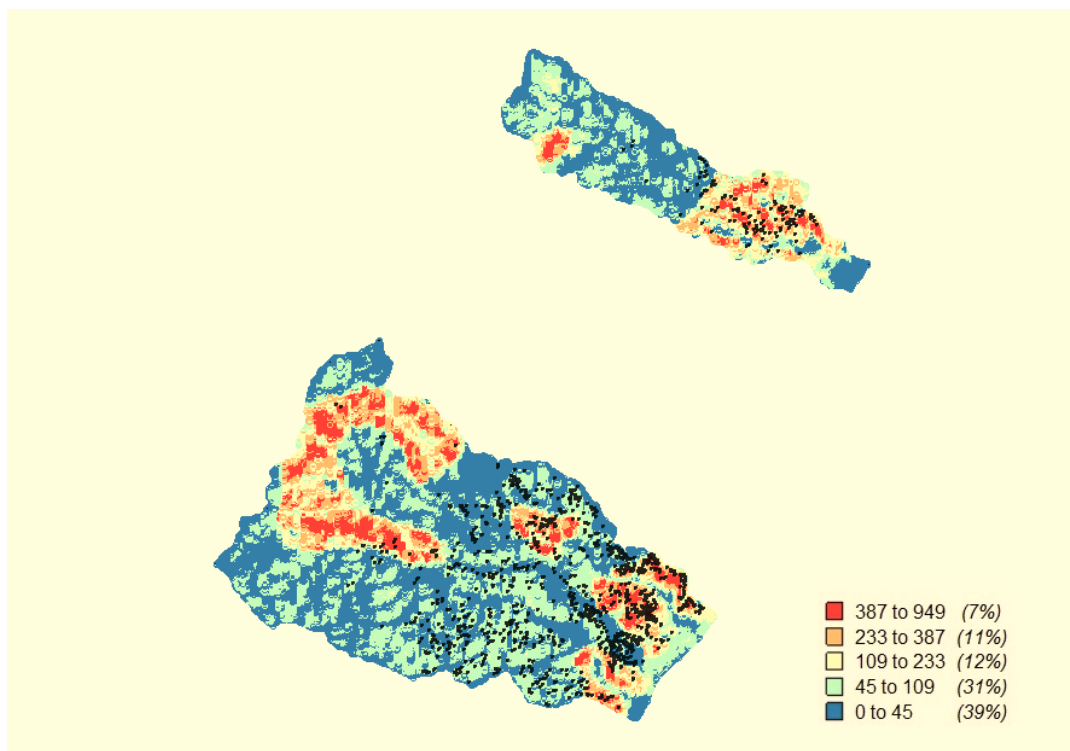 387 to 949 (7%)
233 to 387 (11%)
109 to 233 (12%)
45 to 109 (31%)
0 to 45 (39%)